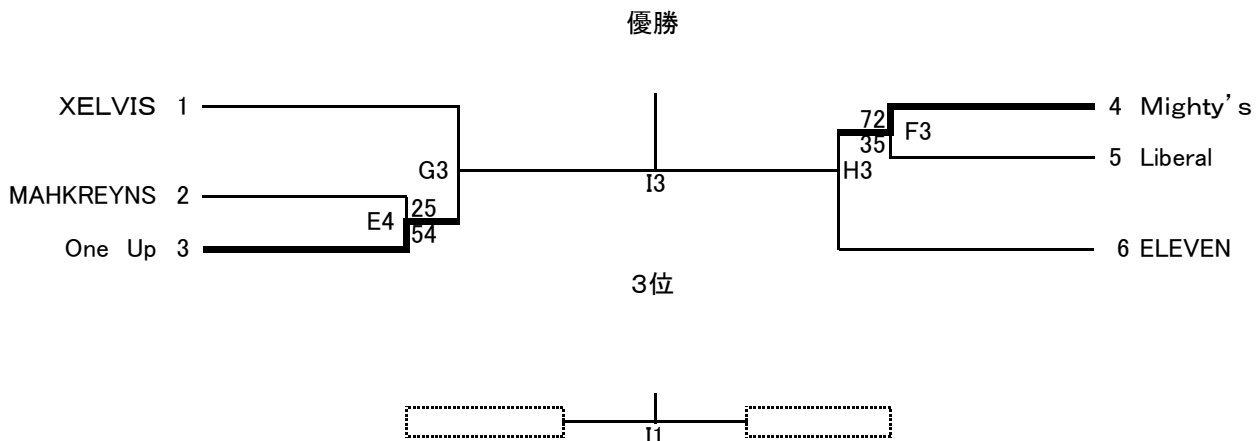 優勝
XELVIS 1
4 Mighty's
72
F3
35
5 Liberal
G3
I3
H3
MAHKREYNS 2
25
E4
54
One Up 3
6 ELEVEN
3位
I1